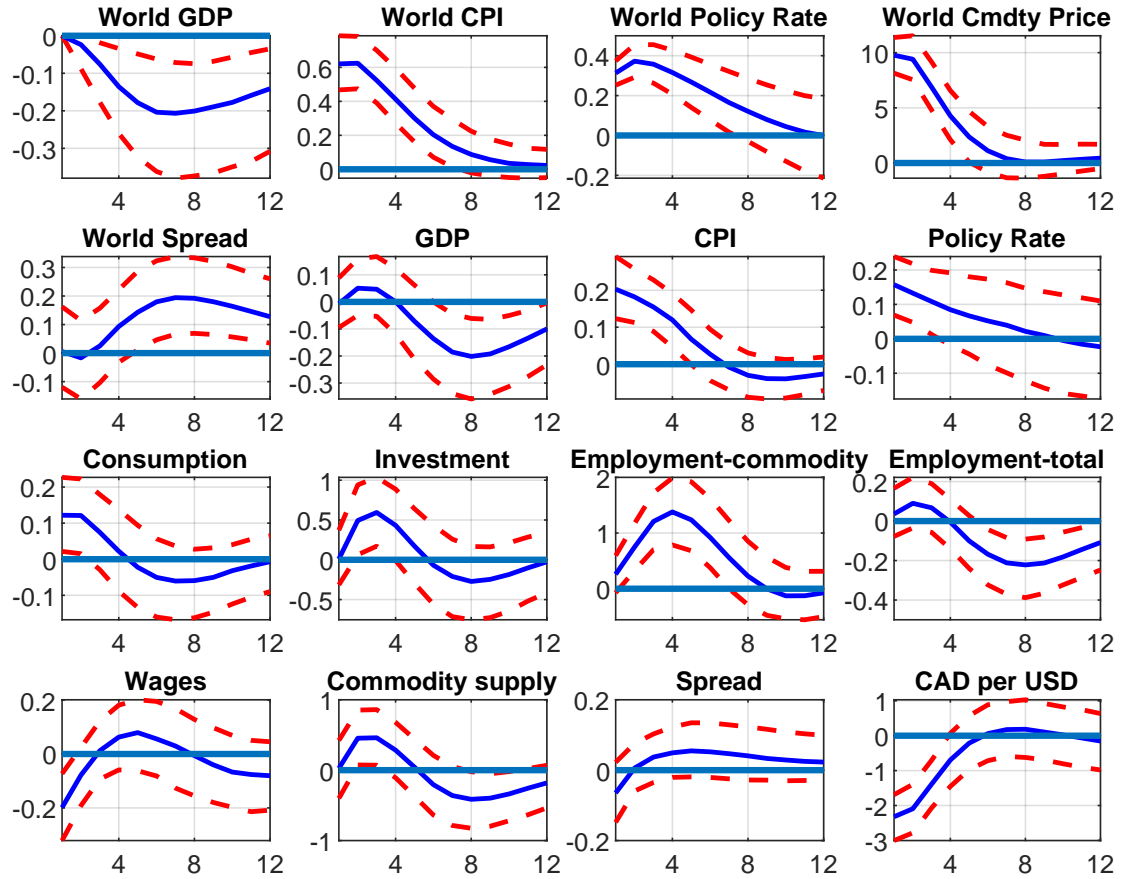 World GDP
0
-0.1
-0.2
-0.3
4 8 12
World CPI
0.6
0.4
0.2
0
4 8 12
World Policy Rate
0.4
0.2
0
-0.2
4 8 12
World Cmdty Price
10
5
0
4 8 12
World Spread
0.3
0.2
0.1
0
-0.1
4 8 12
GDP
0.1
0
-0.1
-0.2
-0.3
4 8 12
CPI
0.2
0.1
0
4 8 12
Policy Rate
0.2
0.1
0
-0.1
4 8 12
Consumption
0.2
0.1
0
-0.1
4 8 12
Investment
1
0.5
0
-0.5
4 8 12
Employment-commodity
2
1
0
4 8 12
Employment-total
0.2
0
-0.2
-0.5
4 8 12
Wages
0.2
0
-0.2
4 8 12
Commodity supply
1
0
-1
4 8 12
Spread
0.2
0
-0.2
4 8 12
CAD per USD
1
0
-1
-2
-3
4 8 12